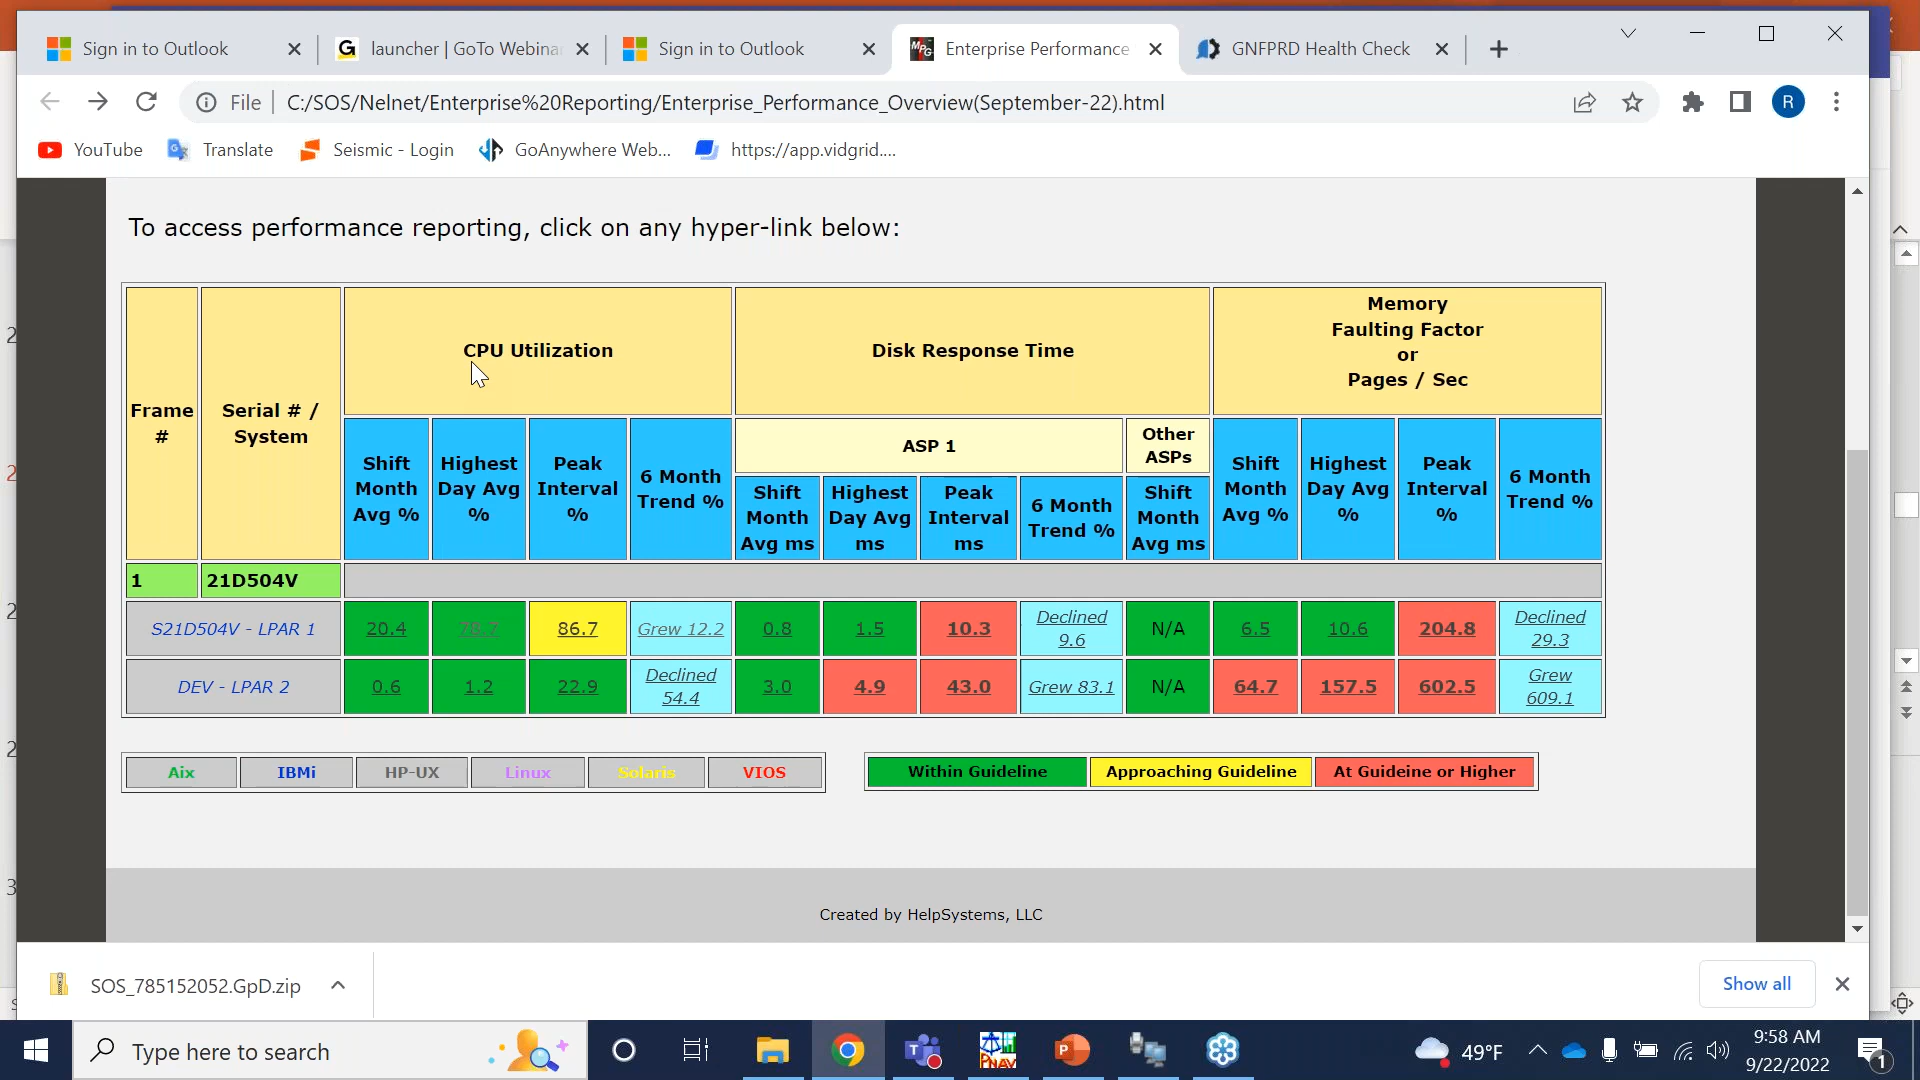 Sign in to Outlook
launcher | GoTo Webina
Sign in to Outlook
Enterprise Performance
GNFPRD Health Check
File
C:/SOS/Nelnet/Enterprise%20Reporting/Enterprise_Performance_Overview(September-22).html
R
YouTube
Translate
Seismic - Login
GoAnywhere Web...
https://app.vidgrid....
To access performance reporting, click on any hyper-link below:
Frame
#
Serial # /
System
CPU Utilization
Disk Response Time
Memory
Faulting Factor
or
Pages / Sec
Shift
Month
Avg %
Highest
Day Avg
%
Peak
Interval
%
6 Month
Trend %
ASP 1
Other
ASPs
Shift
Month
Avg ms
Highest
Day Avg
ms
Peak
Interval
ms
6 Month
Trend %
Shift
Month
Avg ms
Shift
Month
Avg %
Highest
Day Avg
%
Peak
Interval
%
6 Month
Trend %
1 21D504V
S21D504V - LPAR 1
20.4
78.7
86.7
Grew 12.2
0.8
1.5
10.3
Declined
9.6
N/A
6.5
10.6
204.8
Declined
29.3
DEV - LPAR 2
0.6
1.2
22.9
Declined
54.4
3.0
4.9
43.0
Grew 83.1
N/A
64.7
157.5
602.5
Grew
609.1
Aix
IBMi
HP-UX
Linux
Solaris
VIOS
Within Guideline
Approaching Guideline
At Guideine or Higher
Created by HelpSystems, LLC
SOS_785152052.GpD.zip
Show all
Type here to search
49°F
9:58 AM
9/22/2022
1